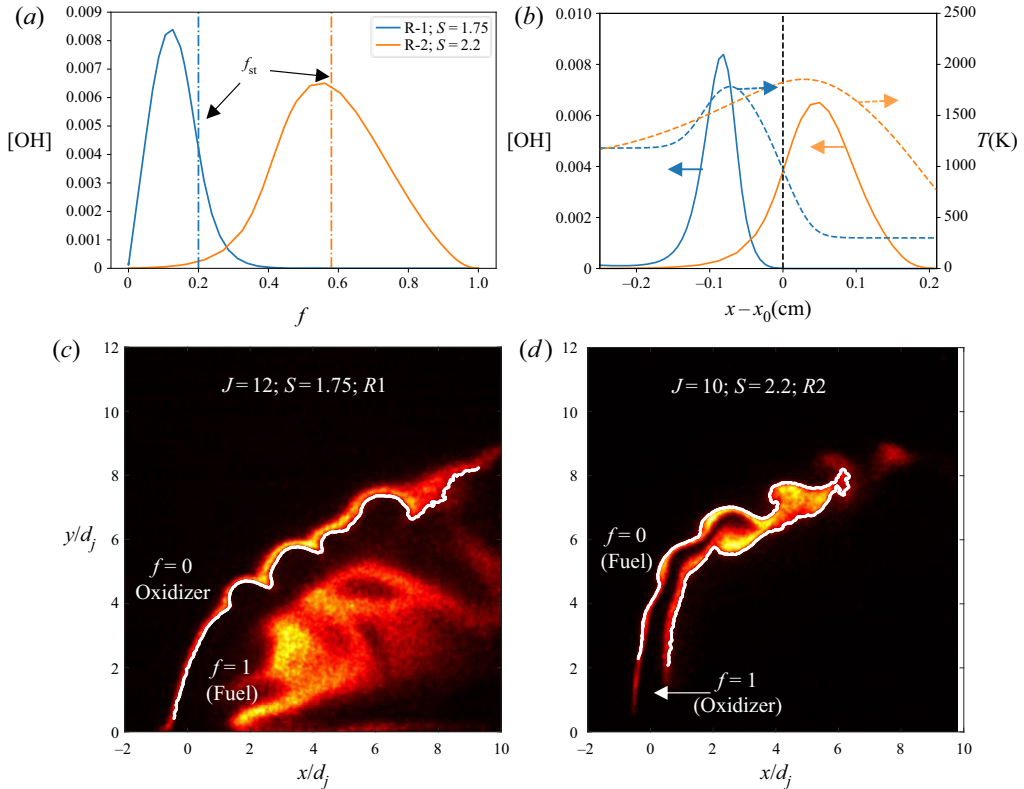 (a)
0.009
0.008
0.007
0.006
0.005
0.004
0.003
0.002
0.001
0
[OH]
R-1; S = 1.75
R-2; S = 2.2
f_st
0 0.2 0.4 0.6 0.8 1.0
f
(b)
0.010
0.008
0.006
0.004
0.002
0
[OH]
2500
2000
1500
1000
500
0
T(K)
−0.2 −0.1 0 0.1 0.2
x − x_0(cm)
(c)
12
10
8
6
4
2
0
y/d_j
J = 12; S = 1.75; R1
f = 0
Oxidizer
f = 1
(Fuel)
−2 0 2 4 6 8 10
x/d_j
(d)
12
10
8
6
4
2
0
J = 10; S = 2.2; R2
f = 0
(Fuel)
f = 1
(Oxidizer)
−2 0 2 4 6 8 10
x/d_j